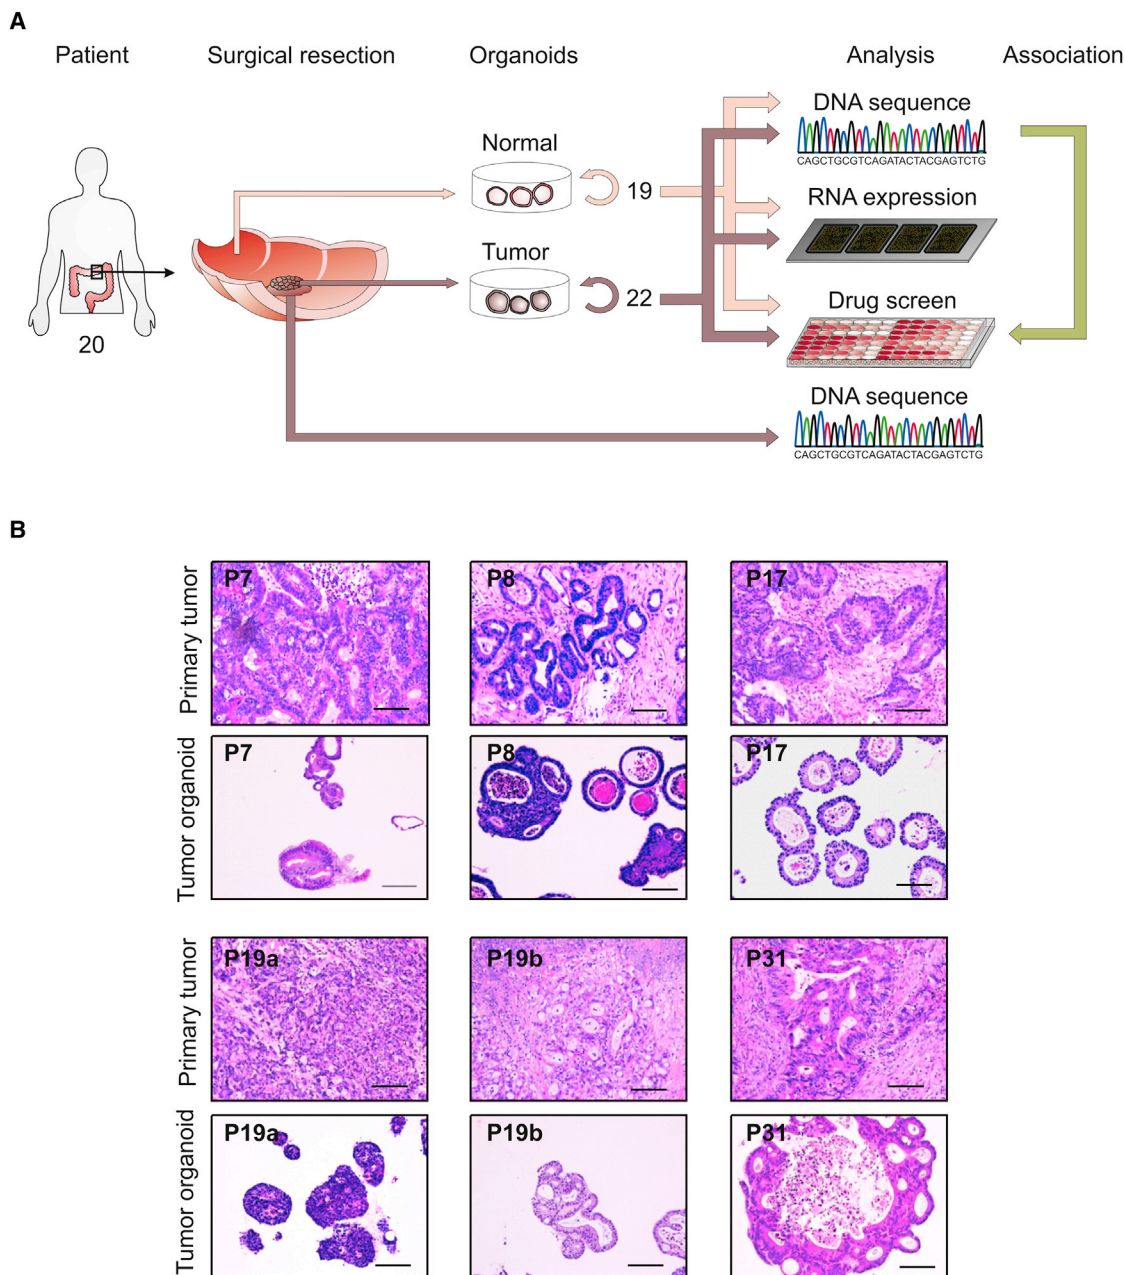 A
Patient Surgical resection Organoids Analysis Association
DNA sequence
CAGCTGCGTCAGATACTACGAGTCTG
Normal
19
RNA expression
Tumor
22
Drug screen
20
DNA sequence
CAGCTGCGTCAGATACTACGAGTCTG
B
Primary tumor
P7 P8 P17
Tumor organoid
P7 P8 P17
Primary tumor
P19a P19b P31
Tumor organoid
P19a P19b P31